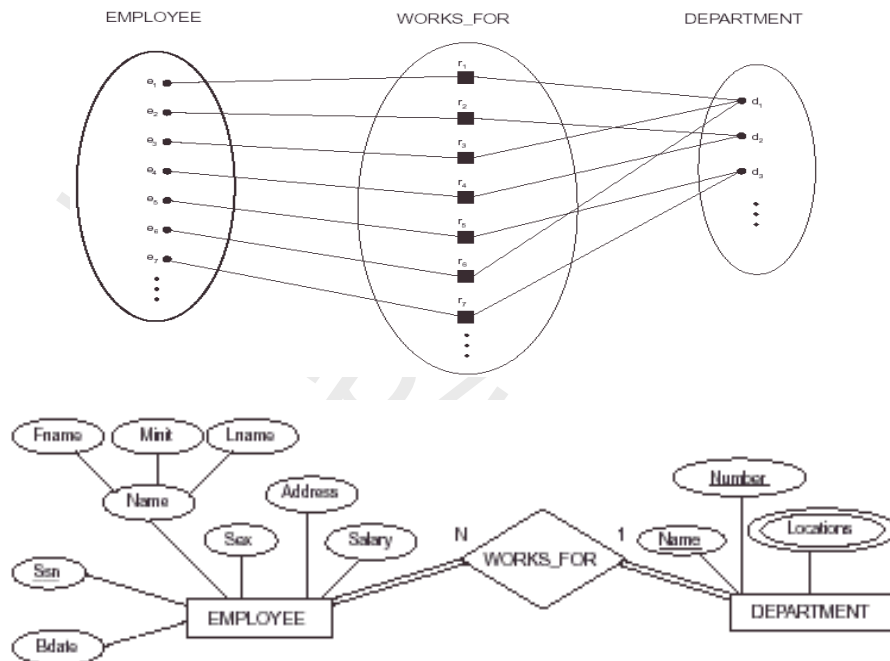 EMPLOYEE WORKS_FOR DEPARTMENT
e1
e2
e3
e4
e5
e6
e7
r1
r2
r3
r4
r5
r6
r7
d1
d2
d3
Fname Minit Lname
Name
Address
Number
Sex
Salary
N
1
Name
Locations
WORKS_FOR
Ssn
EMPLOYEE
DEPARTMENT
Bdate